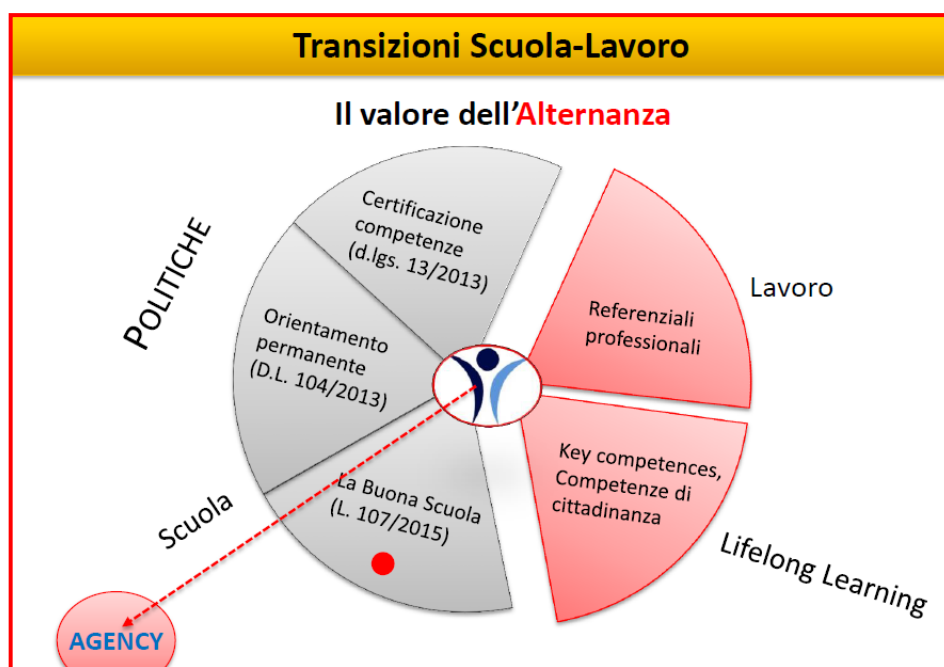 Transizioni Scuola-Lavoro
Il valore dell'Alternanza
POLITICHE
Certificazione
competenze
(d.lgs. 13/2013)
Orientamento
permanente
(D.L. 104/2013)
Scuola
La Buona Scuola
(L. 107/2015)
Referenziali
professionali
Lavoro
Key competences,
Competenze di
cittadinanza
Lifelong Learning
AGENCY